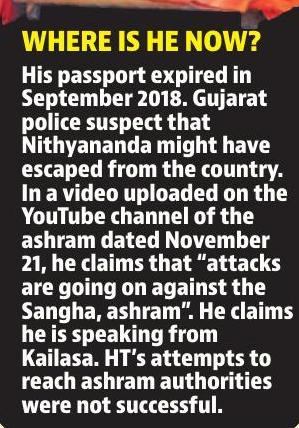 WHERE IS HE NOW?
His passport expired in
September 2018. Gujarat
police suspect that
Nithyananda might have
escaped from the country.
In a video uploaded on the
YouTube channel of the
ashram dated November
21, he claims that “attacks
are going on against the
Sangha, ashram”. He claims
he is speaking from
Kailasa. HT’s attempts to
reach ashram authorities
were not successful.